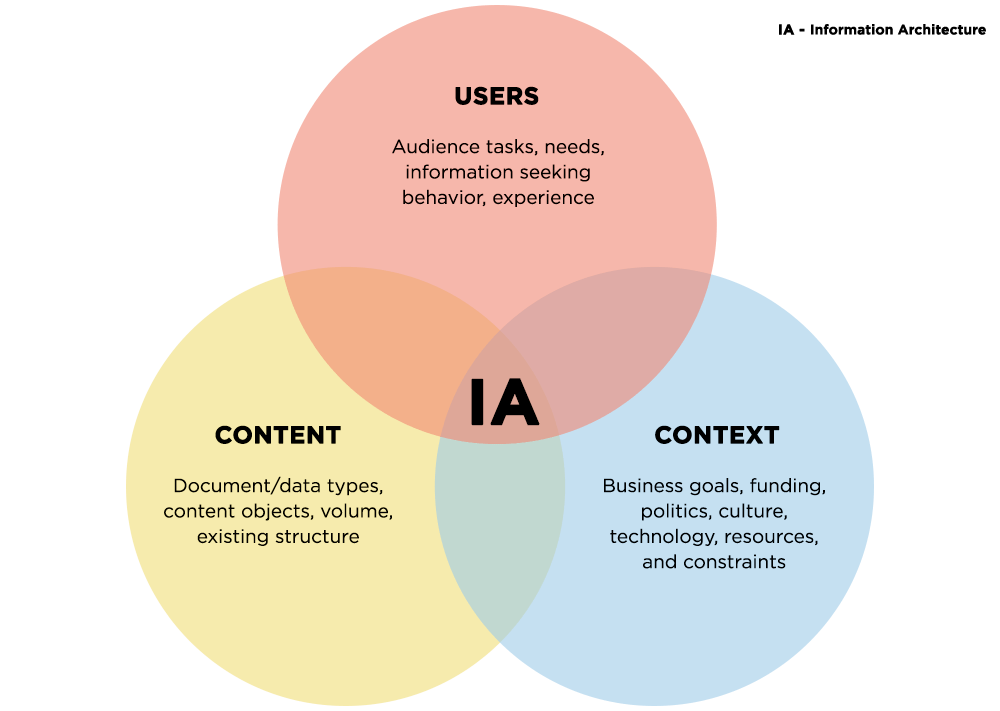 IA - Information Architecture
USERS
Audience tasks, needs,
information seeking
behavior, experience
IA
CONTENT
Document/data types,
content objects, volume,
existing structure
CONTEXT
Business goals, funding,
politics, culture,
technology, resources,
and constraints